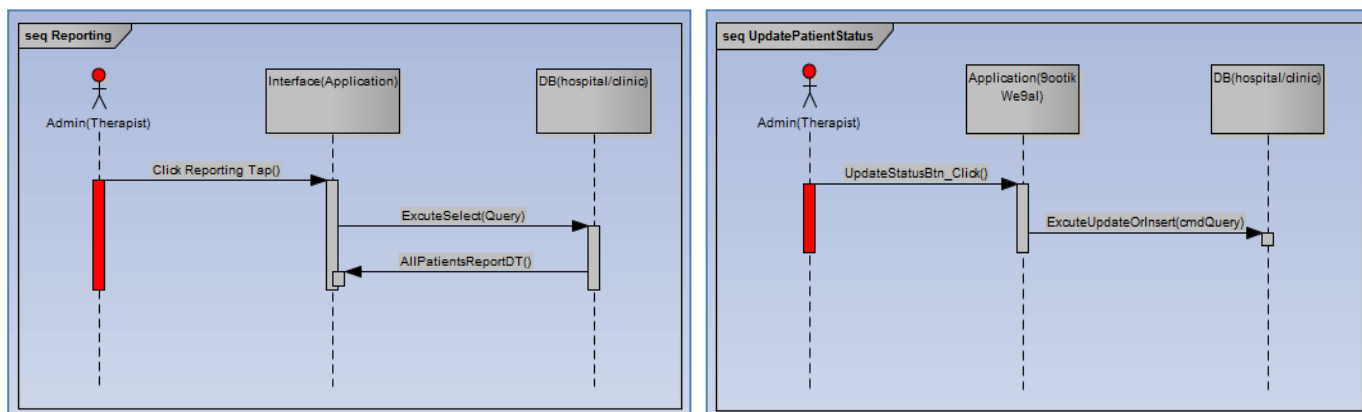 seq Reporting
Admin(Therapist)
Interface(Application)
DB(hospital/clinic)
Click Reporting Tap()
ExcuteSelect(Query)
AllPatientsReportDT()
seq UpdatePatientStatus
Admin(Therapist)
Application(9ootik
We9al)
DB(hospital/clinic)
UpdateStatusBtn_Click()
ExcuteUpdateOrInsert(cmdQuery)